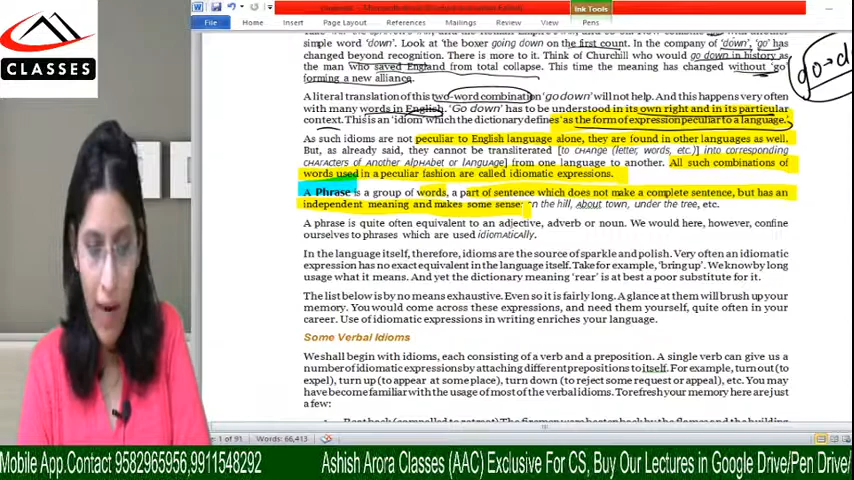 CLASSES
Ink Tools
File
Home
Insert
Page Layout
References
Mailings
Review
View
Pens
simple word 'down'. Look at 'the boxer going down on the first count. In the company of 'down', 'go' has
changed beyond recognition. There is more to it. Think of Churchill who would go down in history as
the man who saved England from total collapse. This time the meaning has changed without 'go
forming a new alliance.
go→d
A literal translation of this two-word combination 'go down' will not help. And this happens very often
with many words in English. 'Go down' has to be understood in its own right and in its particular
context. This is an 'idiom which the dictionary defines 'as the form of expression peculiar to a language.'
As such idioms are not peculiar to English language alone, they are found in other languages as well.
But, as already said, they cannot be transliterated [to CHANGE (letter, words, etc.] into corresponding
CHARACTERS of Another AlphAbet or language] from one language to another. All such combinations of
words used in a peculiar fashion are called idiomatic expressions.
A Phrase is a group of words, a part of sentence which does not make a complete sentence, but has an
independent meaning and makes some sense: on the hill, About town, under the tree, etc.
A phrase is quite often equivalent to an adjective, adverb or noun. We would here, however, confine
ourselves to phrases which are used idiomatically.
In the language itself, therefore, idioms are the source of sparkle and polish. Very often an idiomatic
expression has no exact equivalent in the language itself. Take for example, 'bring up'. We know by long
usage what it means. And yet the dictionary meaning 'rear' is at best a poor substitute for it.
The list below is by no means exhaustive. Even so it is fairly long. A glance at them will brush up your
memory. You would come across these expressions, and need them yourself, quite often in your
career. Use of idiomatic expressions in writing enriches your language.
Some Verbal Idioms
We shall begin with idioms, each consisting of a verb and a preposition. A single verb can give us a
number of idiomatic expressions by attaching different prepositions to itself. For example, turn out (to
expel), turn up (to appear at some place), turn down (to reject some request or appeal), etc. You may
have become familiar with the usage of most of the verbal idioms. To refresh your memory here are just
a few:
1 of 91
Words: 66,413
Mobile App.Contact 9582965956,9911548292
Ashish Arora Classes (AAC) Exclusive For CS, Buy Our Lectures in Google Drive/Pen Drive/